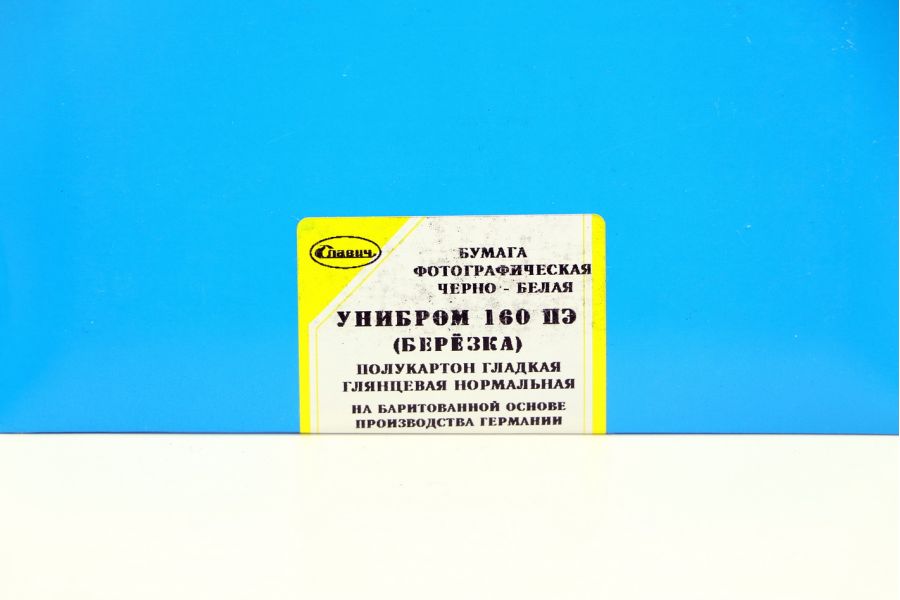 Славич
БУМАГА
ФОТОГРАФИЧЕСКАЯ
ЧЕРНО - БЕЛАЯ
УНИБРОМ 160 ПЭ
(БЕРЁЗКА)
ПОЛУКАРТОН ГЛАДКАЯ
ГЛЯНЦЕВАЯ НОРМАЛЬНАЯ
НА БАРИТОВАННОЙ ОСНОВЕ
ПРОИЗВОДСТВА ГЕРМАНИИ